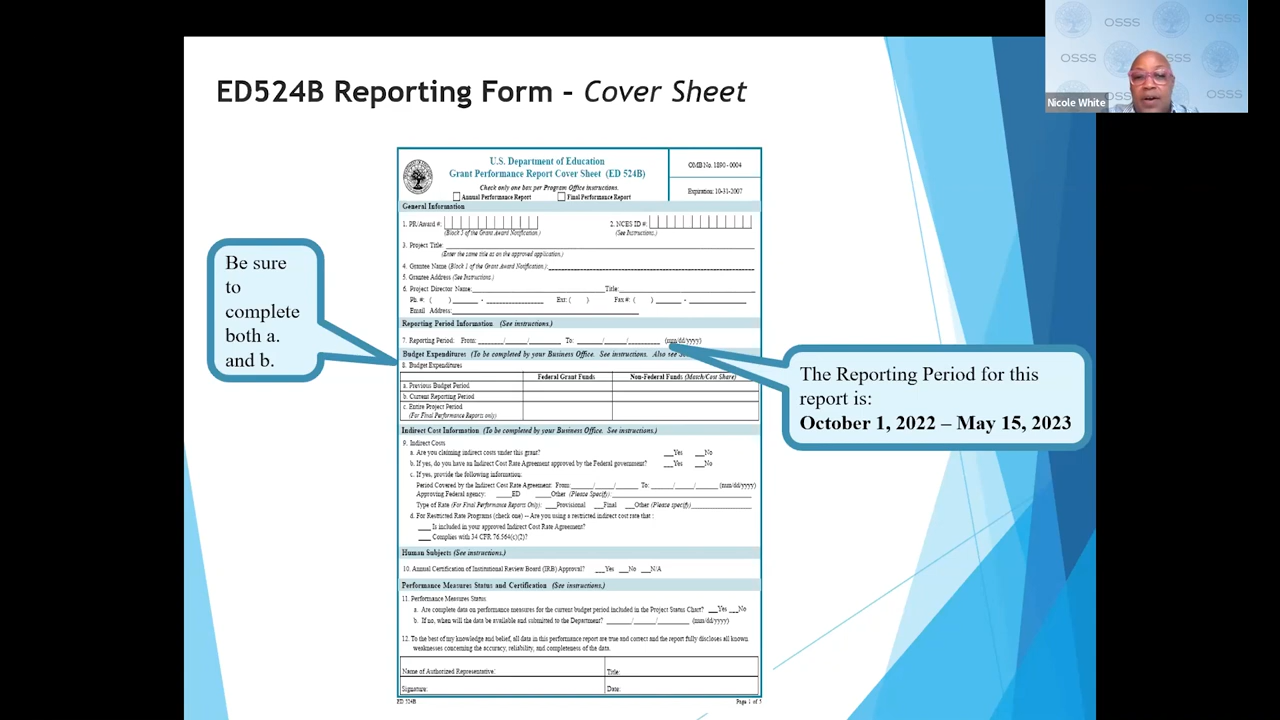 ED524B Reporting Form – Cover Sheet
OSSS
OSSS
OSSS
OSSS
OSSS
Nicole White
U.S. Department of Education
Grant Performance Report Cover Sheet (ED 524B)
Check only one box per Program Office instructions.
Annual Performance Report Final Performance Report
OMB No. 1890 - 0004
Expiration: 10-31-2007
General Information
1. PR/Award #: 2. NCES ID #:
(Block 5 of the Grant Award Notification.) (See Instructions.)
3. Project Title:
(Enter the same title as on the approved application.)
4. Grantee Name (Block 1 of the Grant Award Notification.):
5. Grantee Address (See Instructions.)
6. Project Director Name: Title:
Ph. #: ( ) - Ext: ( ) Fax #: ( ) -
Email Address:
Reporting Period Information (See instructions.)
7. Reporting Period: From: / / To: / / (mm/dd/yyyy)
Budget Expenditures (To be completed by your Business Office. See instructions. Also see
8. Budget Expenditures
Federal Grant Funds Non-Federal Funds (Match/Cost Share)
a. Previous Budget Period
b. Current Reporting Period
c. Entire Project Period
(For Final Performance Reports only)
Indirect Cost Information (To be completed by your Business Office. See instructions.)
9. Indirect Costs
a. Are you claiming indirect costs under this grant? Yes No
b. If yes, do you have an Indirect Cost Rate Agreement approved by the Federal government? Yes No
c. If yes, provide the following information:
Period Covered by the Indirect Cost Rate Agreement: From: / / To: / / (mm/dd/yyyy)
Approving Federal agency: ED Other (Please Specify):
Type of Rate (For Final Performance Reports Only): Provisional Final Other (Please specify)
d. For Restricted Rate Programs (check one) -- Are you using a restricted indirect cost rate that:
Is included in your approved Indirect Cost Rate Agreement?
Complies with 34 CFR 76.564(c)(2)?
Human Subjects (See instructions.)
10. Annual Certification of Institutional Review Board (IRB) Approval? Yes No N/A
Performance Measures Status and Certification (See instructions.)
11. Performance Measures Status
a. Are complete data on performance measures for the current budget period included in the Project Status Chart? Yes No
b. If no, when will the data be available and submitted to the Department? / / (mm/dd/yyyy)
12. To the best of my knowledge and belief, all data in this performance report are true and correct and the report fully discloses all known
weaknesses concerning the accuracy, reliability, and completeness of the data.
Name of Authorized Representative: Title:
Signature: Date:
ED 524B Page 1 of 5
Be sure
to
complete
both a.
and b.
The Reporting Period for this
report is:
October 1, 2022 – May 15, 2023